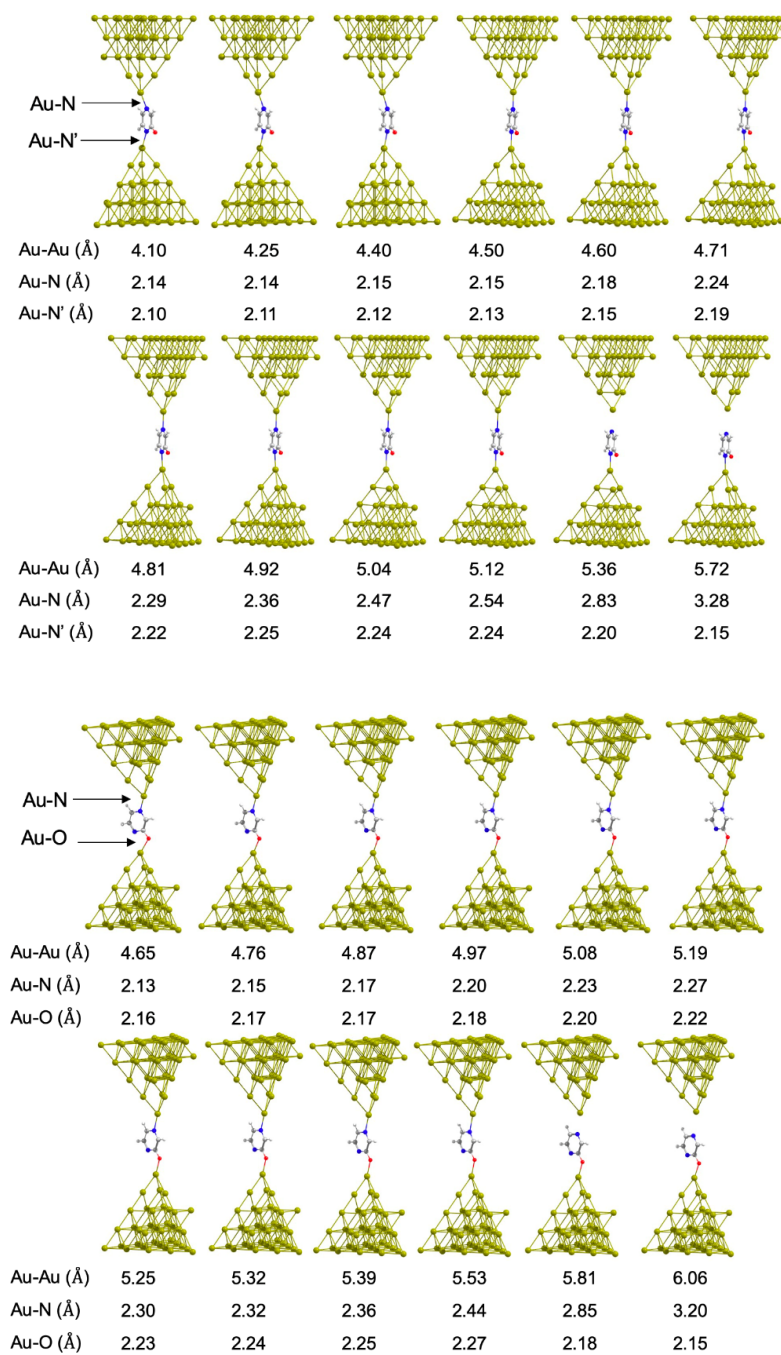 Au-N
Au-N'
Au-Au (Å) 4.10 4.25 4.40 4.50 4.60 4.71
Au-N (Å) 2.14 2.14 2.15 2.15 2.18 2.24
Au-N' (Å) 2.10 2.11 2.12 2.13 2.15 2.19
Au-Au (Å) 4.81 4.92 5.04 5.12 5.36 5.72
Au-N (Å) 2.29 2.36 2.47 2.54 2.83 3.28
Au-N' (Å) 2.22 2.25 2.24 2.24 2.20 2.15
Au-N
Au-O
Au-Au (Å) 4.65 4.76 4.87 4.97 5.08 5.19
Au-N (Å) 2.13 2.15 2.17 2.20 2.23 2.27
Au-O (Å) 2.16 2.17 2.17 2.18 2.20 2.22
Au-Au (Å) 5.25 5.32 5.39 5.53 5.81 6.06
Au-N (Å) 2.30 2.32 2.36 2.44 2.85 3.20
Au-O (Å) 2.23 2.24 2.25 2.27 2.18 2.15